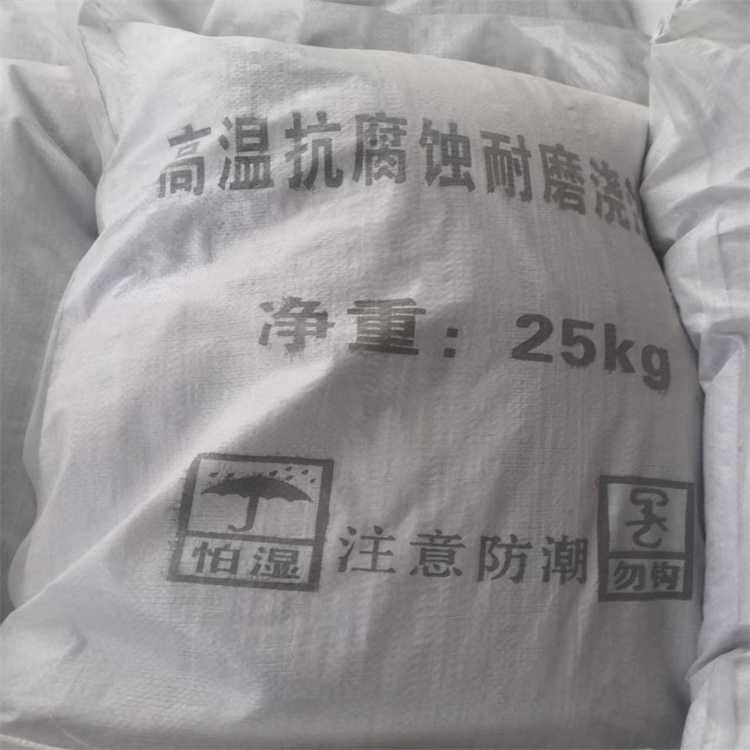 高温抗腐蚀耐磨浇注
净重：25kg
怕湿
注意防潮
勿钩